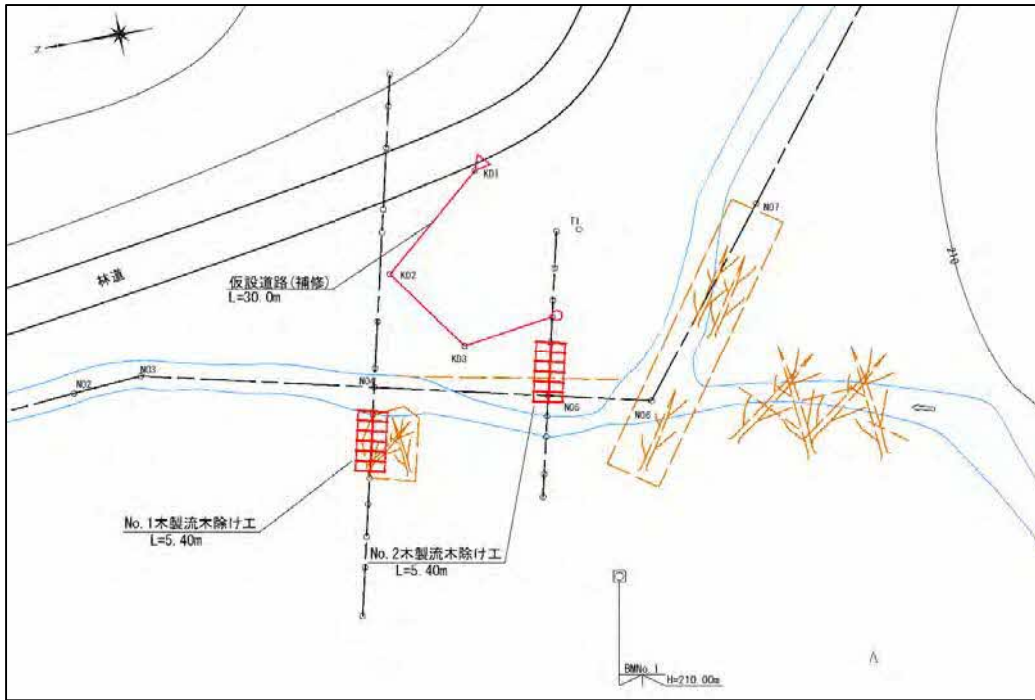 Z
KD1
NO7
T1
210
林道
KD2
仮設道路(補修)
L=30.0m
KD3
NO2
NO3
NO4
NO5
NO6
No.1木製流木除け工
L=5.40m
No.2木製流木除け工
L=5.40m
BMNo.1
H=210.00m